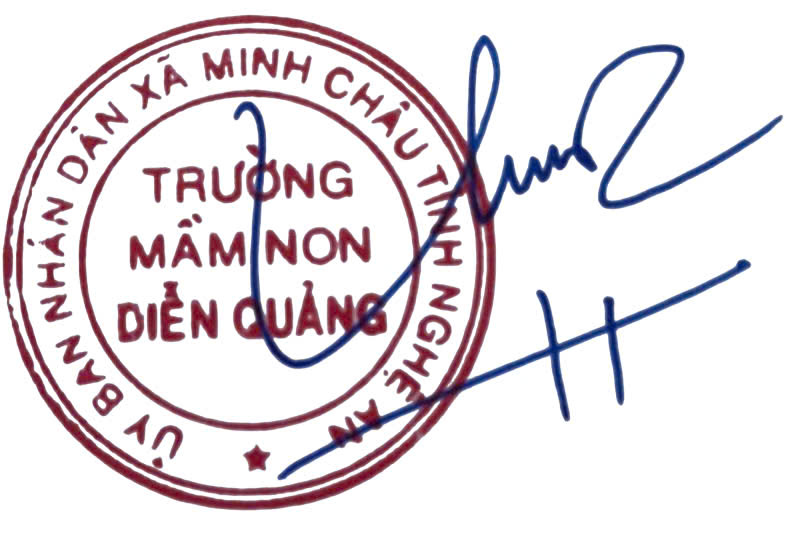 ỦY BAN NHÂN DÂN XÃ MINH CHÂU TỈNH NGHỆ AN
TRƯỜNG
MẦM NON
DIỄN QUẢNG